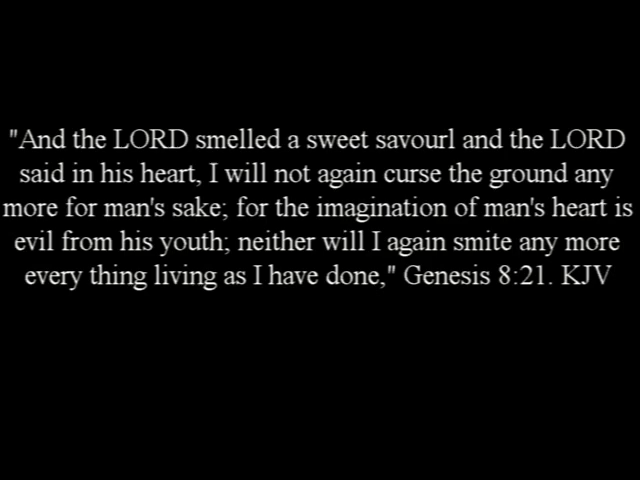 "And the LORD smelled a sweet savourl and the LORD
said in his heart, I will not again curse the ground any
more for man's sake; for the imagination of man's heart is
evil from his youth; neither will I again smite any more
every thing living as I have done," Genesis 8:21. KJV